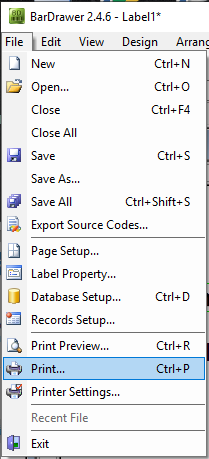 BarDrawer 2.4.6 - Label1*
File Edit View Design Arrang
New Ctrl+N
Open... Ctrl+O
Close Ctrl+F4
Close All
Save Ctrl+S
Save As...
Save All Ctrl+Shift+S
Export Source Codes...
Page Setup...
Label Property...
Database Setup... Ctrl+D
Records Setup...
Print Preview... Ctrl+R
Print... Ctrl+P
Printer Settings...
Recent File
Exit